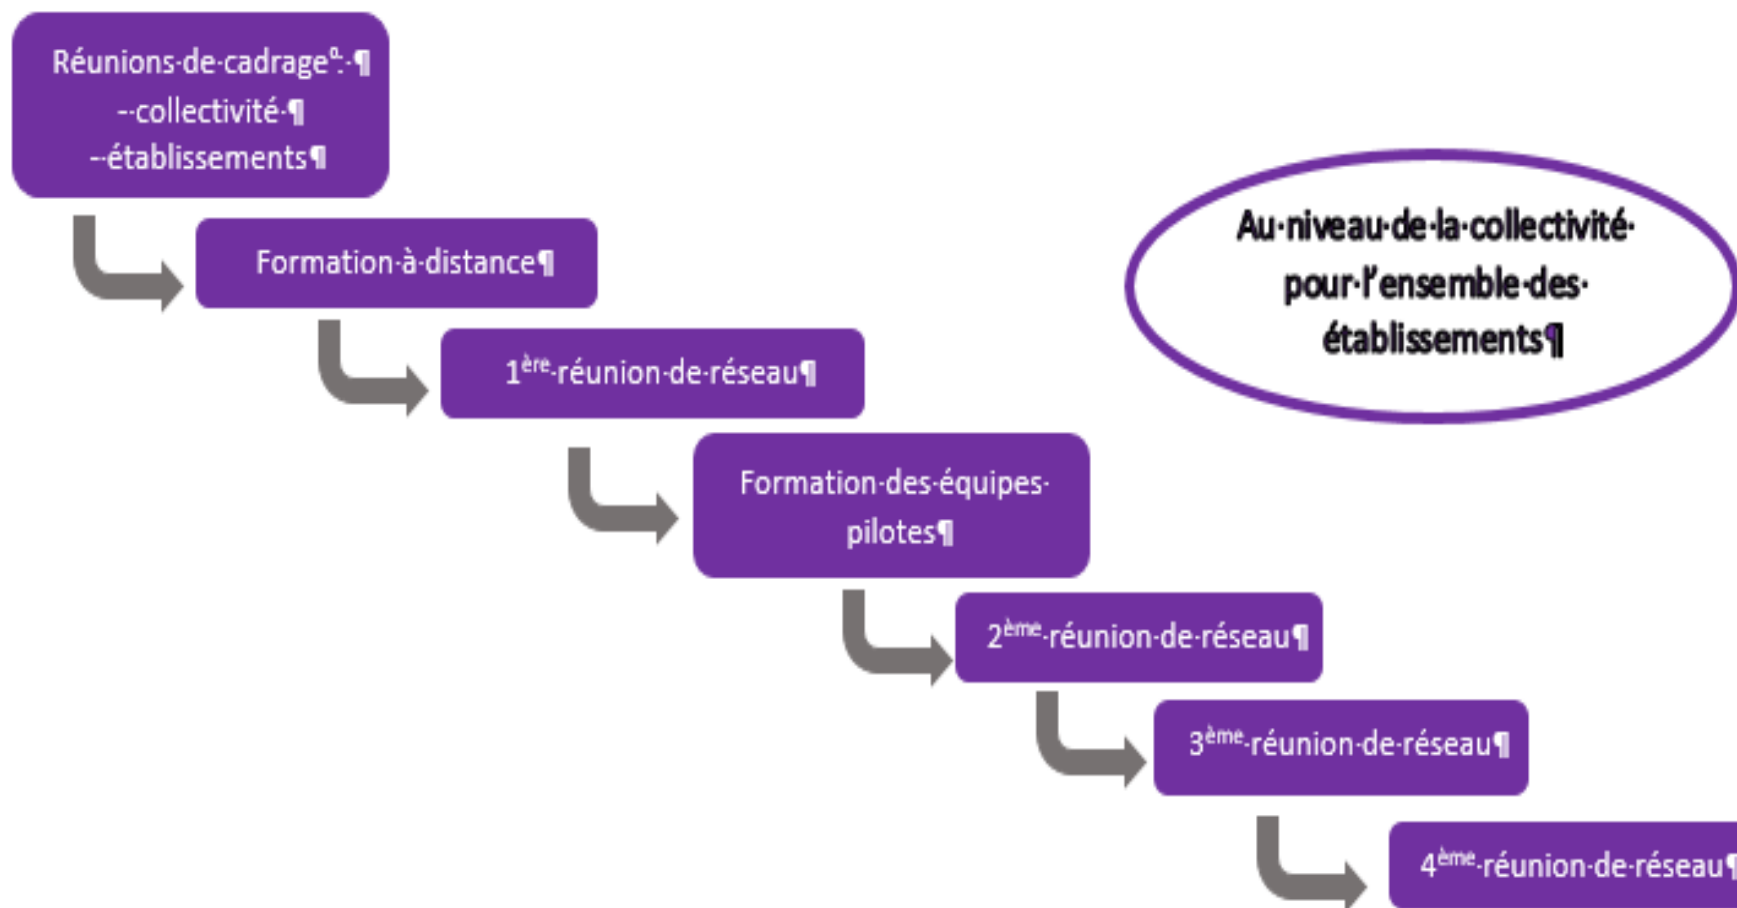 Réunions·de·cadrage°:·¶
-·collectivité·¶
-·établissements¶
Formation·à·distance¶
1ère·réunion·de·réseau¶
Au·niveau·de·la·collectivité·
pour·l'ensemble·des·
établissements¶
Formation·des·équipes·
pilotes¶
2ème·réunion·de·réseau¶
3ème·réunion·de·réseau¶
4ème·réunion·de·réseau¶